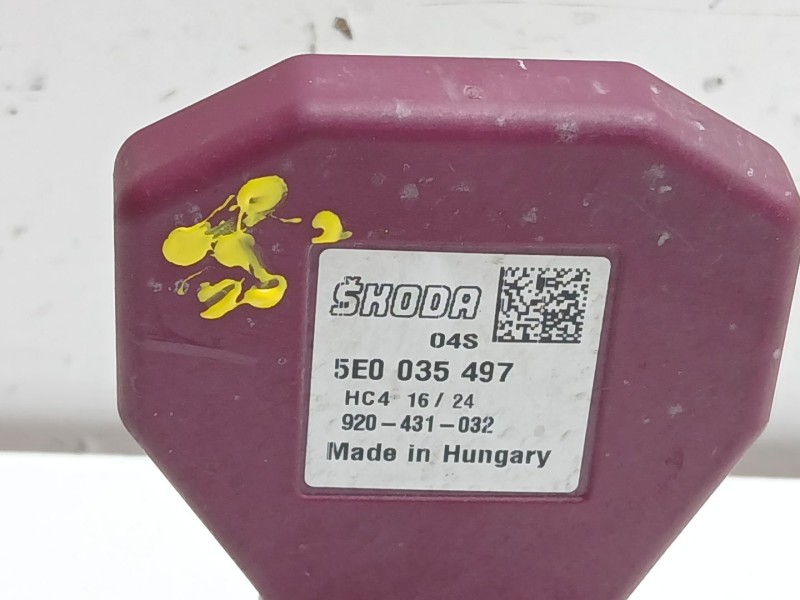 ŠKODA
04S
5E0 035 497
HC4 16/24
920-431-032
Made in Hungary